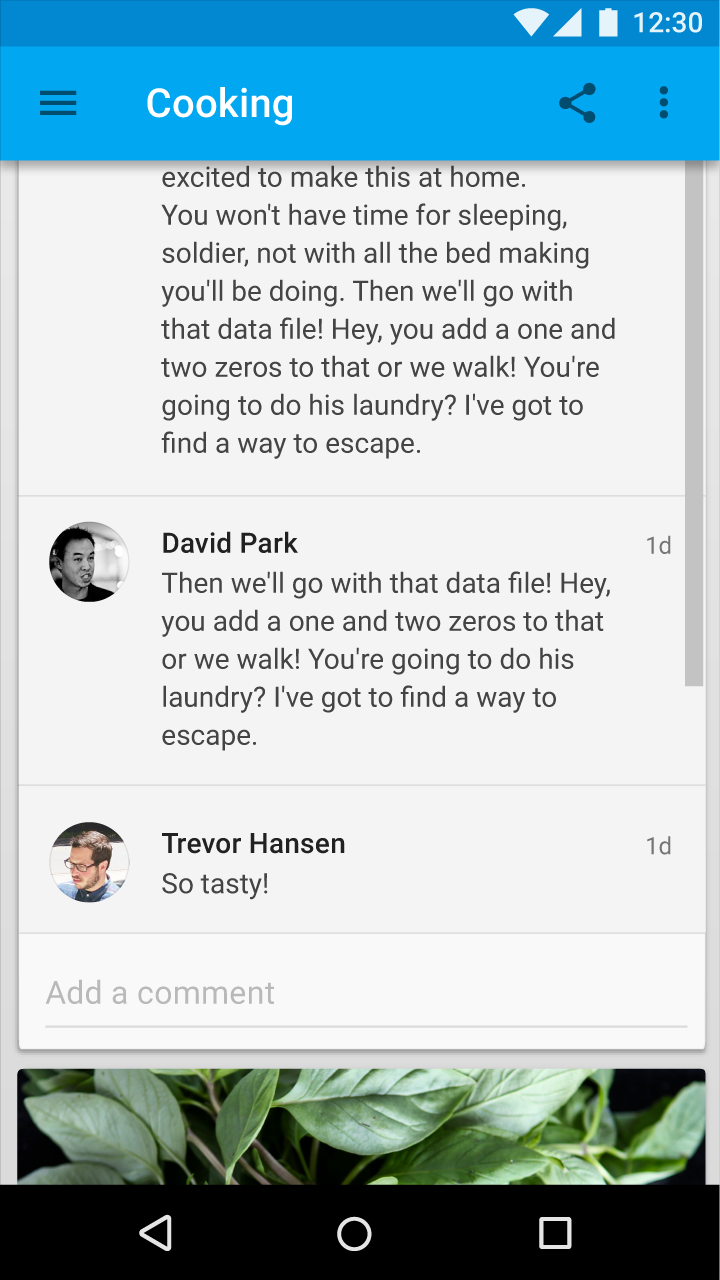 12:30
Cooking
excited to make this at home.
You won't have time for sleeping,
soldier, not with all the bed making
you'll be doing. Then we'll go with
that data file! Hey, you add a one and
two zeros to that or we walk! You're
going to do his laundry? I've got to
find a way to escape.
David Park 1d
Then we'll go with that data file! Hey,
you add a one and two zeros to that
or we walk! You're going to do his
laundry? I've got to find a way to
escape.
Trevor Hansen 1d
So tasty!
Add a comment